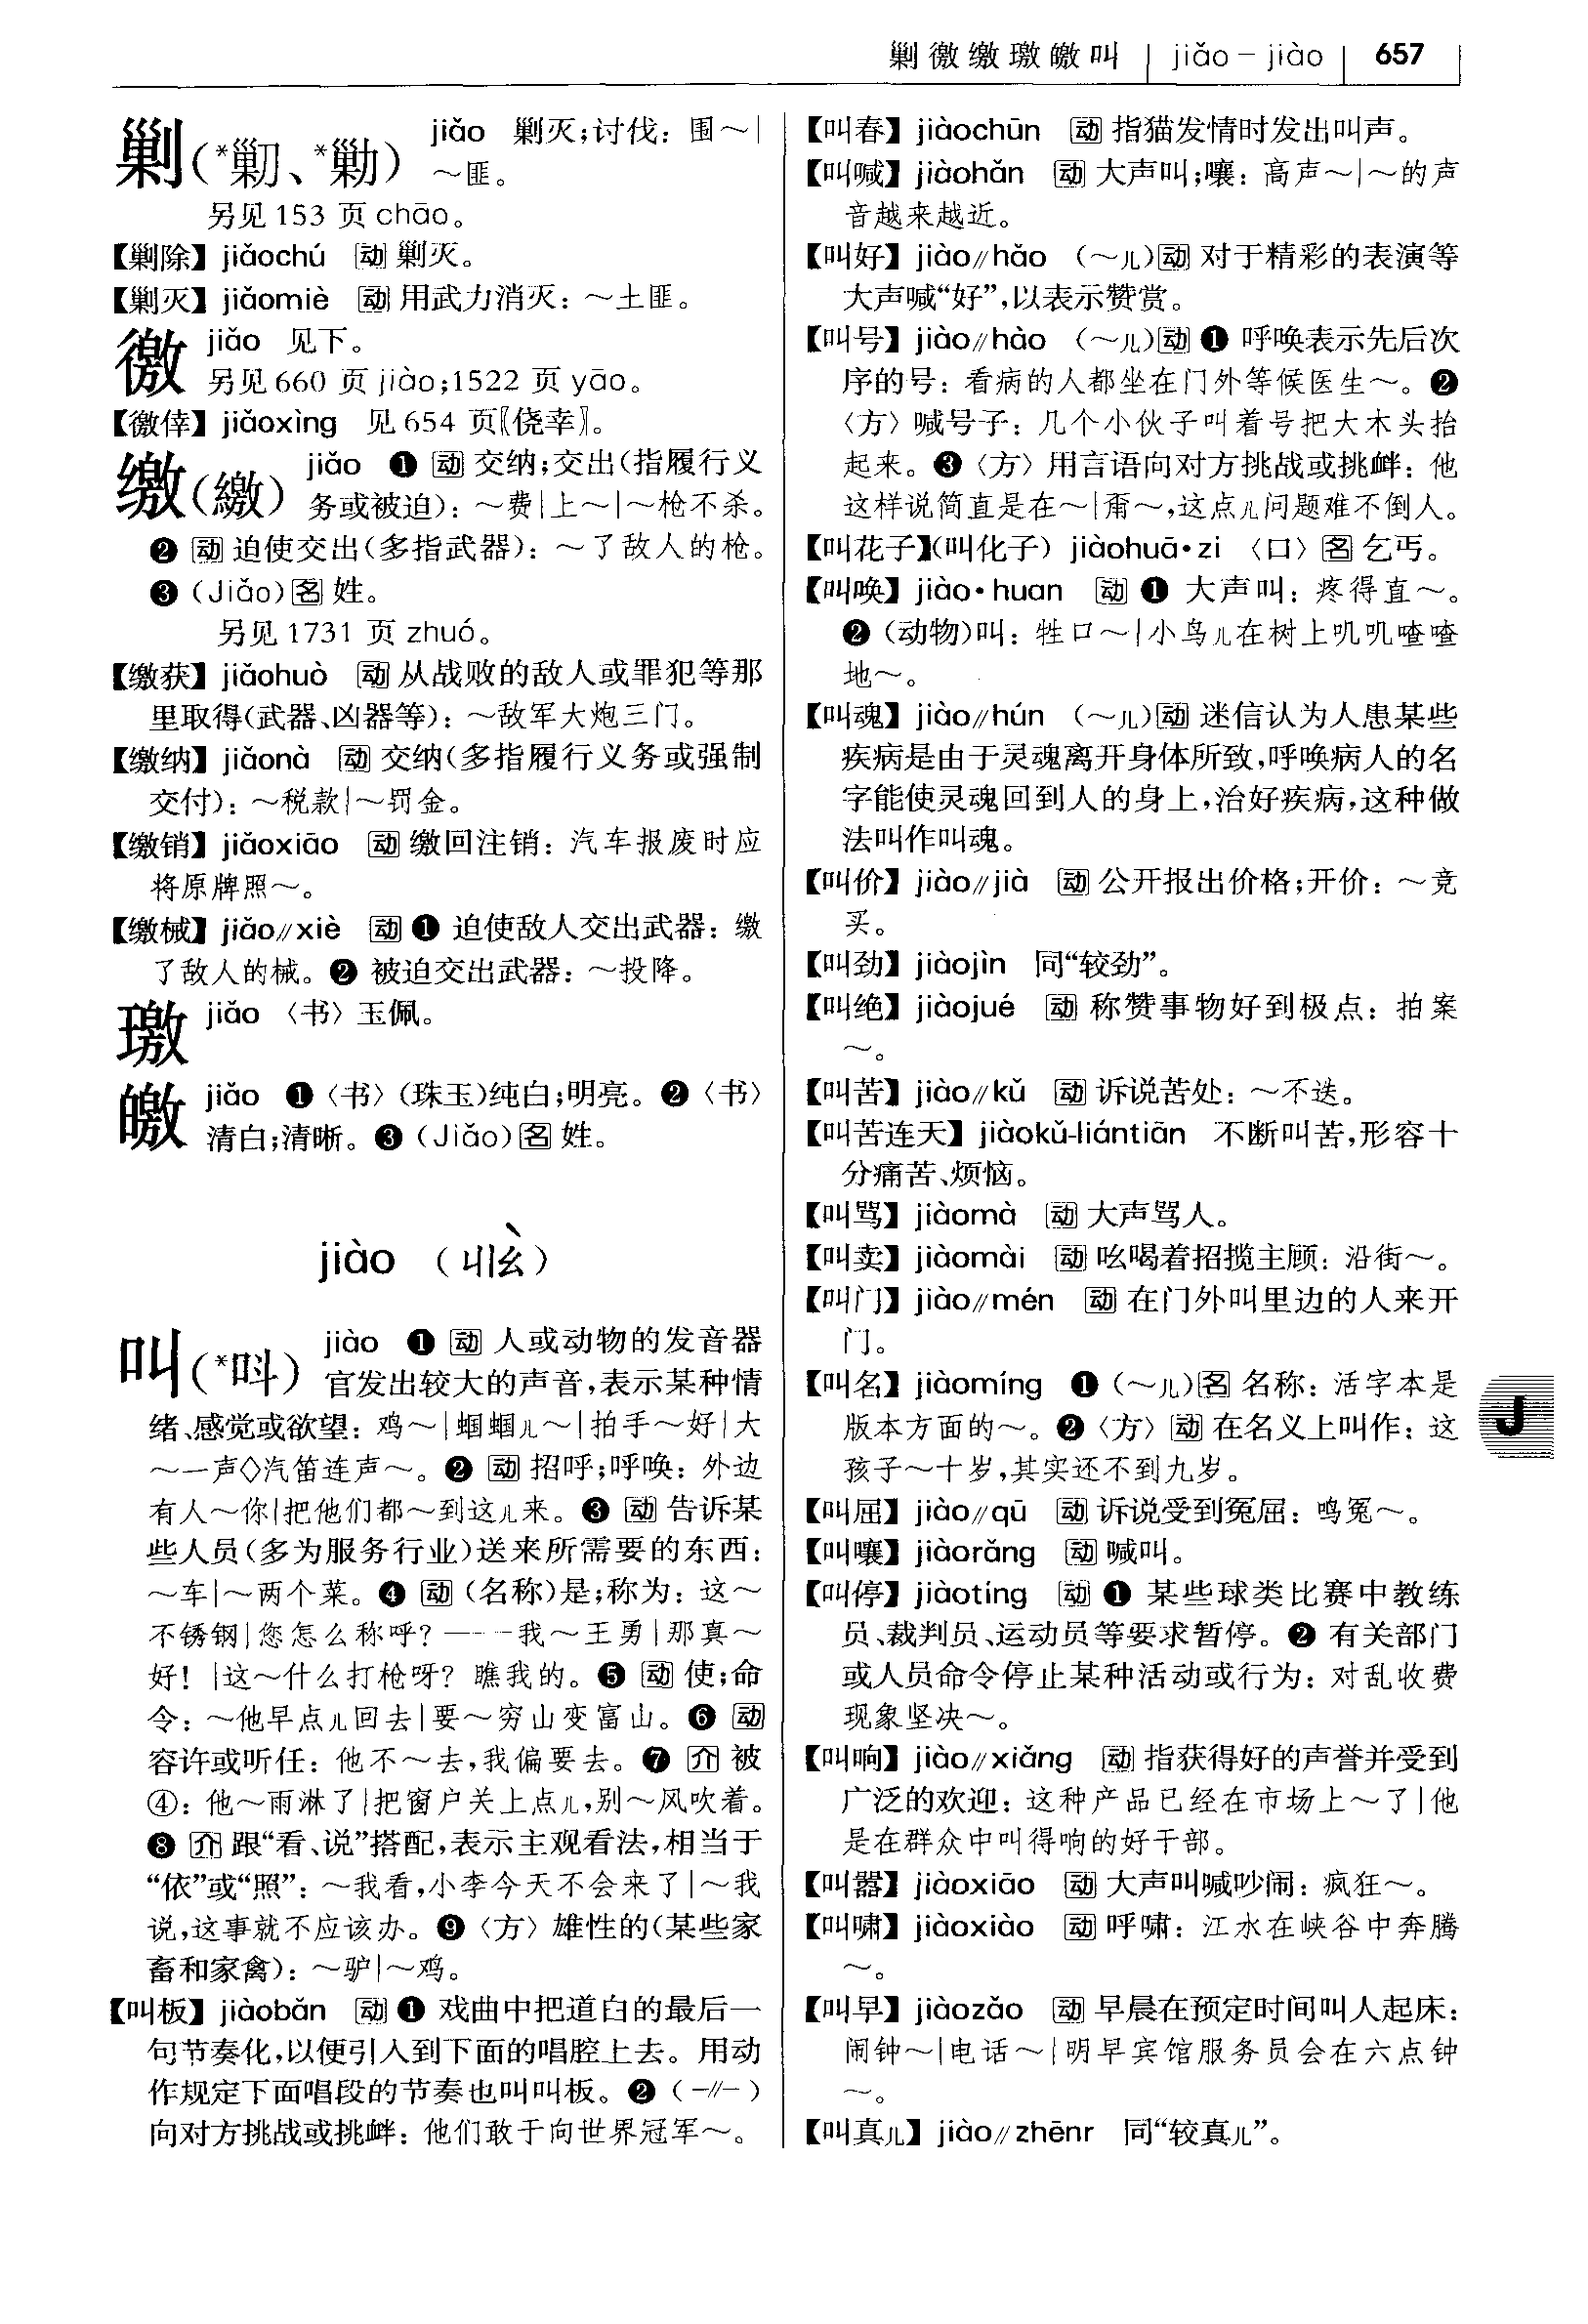 剿徼缴璬皦叫 | jiǎo – jiào | 657
剿(*勦、*勦) jiǎo 剿灭;讨伐：围～|
～匪。
另见 153 页 chāo。
【剿除】 jiǎochú 动 剿灭。
【剿灭】 jiǎomiè 动 用武力消灭：～土匪。
徼 jiǎo 见下。
另见 660 页 jiào;1522 页 yāo。
【徼倖】 jiǎoxìng 见 654 页〖侥幸〗。
缴(繳) jiǎo ❶ 动 交纳;交出(指履行义
务或被迫)：～费|上～|～枪不杀。
❷ 动 迫使交出(多指武器)：～了敌人的枪。
❸ (Jiǎo) 名 姓。
另见 1731 页 zhuó。
【缴获】 jiǎohuò 动 从战败的敌人或罪犯等那
里取得(武器、凶器等)：～敌军大炮三门。
【缴纳】 jiǎonà 动 交纳(多指履行义务或强制
交付)：～税款|～罚金。
【缴销】 jiǎoxiāo 动 缴回注销：汽车报废时应
将原牌照～。
【缴械】 jiǎo//xiè 动 ❶ 迫使敌人交出武器：缴
了敌人的械。❷ 被迫交出武器：～投降。
璬 jiǎo 〈书〉玉佩。
皦 jiǎo ❶〈书〉(珠玉)纯白;明亮。❷〈书〉
清白;清晰。❸ (Jiǎo) 名 姓。
jiào (ㄐㄧㄠˋ)
叫(*呌) jiào ❶ 动 人或动物的发音器
官发出较大的声音,表示某种情
绪、感觉或欲望：鸡～|蝈蝈儿～|拍手～好|大
～一声◇汽笛连声～。❷ 动 招呼;呼唤：外边
有人～你|把他们都～到这儿来。❸ 动 告诉某
些人员(多为服务行业)送来所需要的东西：
～车|～两个菜。❹ 动 (名称)是;称为：这～
不锈钢|您怎么称呼？——我～王勇|那真～
好！|这～什么打枪呀？瞧我的。❺ 动 使;命
令：～他早点儿回去|要～穷山变富山。❻ 动
容许或听任：他不～去,我偏要去。❼ 介 被
④：他～雨淋了|把窗户关上点儿,别～风吹着。
❽ 介 跟“看、说”搭配,表示主观看法,相当于
“依”或“照”：～我看,小李今天不会来了|～我
说,这事就不应该办。❾〈方〉雄性的(某些家
畜和家禽)：～驴|～鸡。
【叫板】 jiàobǎn 动 ❶ 戏曲中把道白的最后一
句节奏化,以便引入到下面的唱腔上去。用动
作规定下面唱段的节奏也叫叫板。❷ (-//-)
向对方挑战或挑衅：他们敢于向世界冠军～。
【叫春】 jiàochūn 动 指猫发情时发出叫声。
【叫喊】 jiàohǎn 动 大声叫;嚷：高声～|～的声
音越来越近。
【叫好】 jiào//hǎo (～儿) 动 对于精彩的表演等
大声喊“好”,以表示赞赏。
【叫号】 jiào//hào (～儿) 动 ❶ 呼唤表示先后次
序的号：看病的人都坐在门外等候医生～。❷
〈方〉喊号子：几个小伙子叫着号把大木头抬
起来。❸〈方〉用言语向对方挑战或挑衅：他
这样说简直是在～|甭～,这点儿问题难不倒人。
【叫花子】(叫化子) jiàohuā·zi 〈口〉名 乞丐。
【叫唤】 jiào·huan 动 ❶ 大声叫：疼得直～。
❷ (动物)叫：牲口～|小鸟儿在树上叽叽喳喳
地～。
【叫魂】 jiào//hún (～儿) 动 迷信认为人患某些
疾病是由于灵魂离开身体所致,呼唤病人的名
字能使灵魂回到人的身上,治好疾病,这种做
法叫作叫魂。
【叫价】 jiào//jià 动 公开报出价格;开价：～竞
买。
【叫劲】 jiàojìn 同“较劲”。
【叫绝】 jiàojué 动 称赞事物好到极点：拍案
～。
【叫苦】 jiào//kǔ 动 诉说苦处：～不迭。
【叫苦连天】 jiàokǔ-liántiān 不断叫苦,形容十
分痛苦、烦恼。
【叫骂】 jiàomà 动 大声骂人。
【叫卖】 jiàomài 动 吆喝着招揽主顾：沿街～。
【叫门】 jiào//mén 动 在门外叫里边的人来开
门。
【叫名】 jiàomíng ❶ (～儿) 名 名称：活字本是
版本方面的～。❷〈方〉动 在名义上叫作：这
孩子～十岁,其实还不到九岁。
【叫屈】 jiào//qū 动 诉说受到冤屈：鸣冤～。
【叫嚷】 jiàorǎng 动 喊叫。
【叫停】 jiàotíng 动 ❶ 某些球类比赛中教练
员、裁判员、运动员等要求暂停。❷ 有关部门
或人员命令停止某种活动或行为：对乱收费
现象坚决～。
【叫响】 jiào//xiǎng 动 指获得好的声誉并受到
广泛的欢迎：这种产品已经在市场上～了|他
是在群众中叫得响的好干部。
【叫嚣】 jiàoxiāo 动 大声叫喊吵闹：疯狂～。
【叫啸】 jiàoxiào 动 呼啸：江水在峡谷中奔腾
～。
【叫早】 jiàozǎo 动 早晨在预定时间叫人起床：
闹钟～|电话～|明早宾馆服务员会在六点钟
～。
【叫真儿】 jiào//zhēnr 同“较真儿”。
J